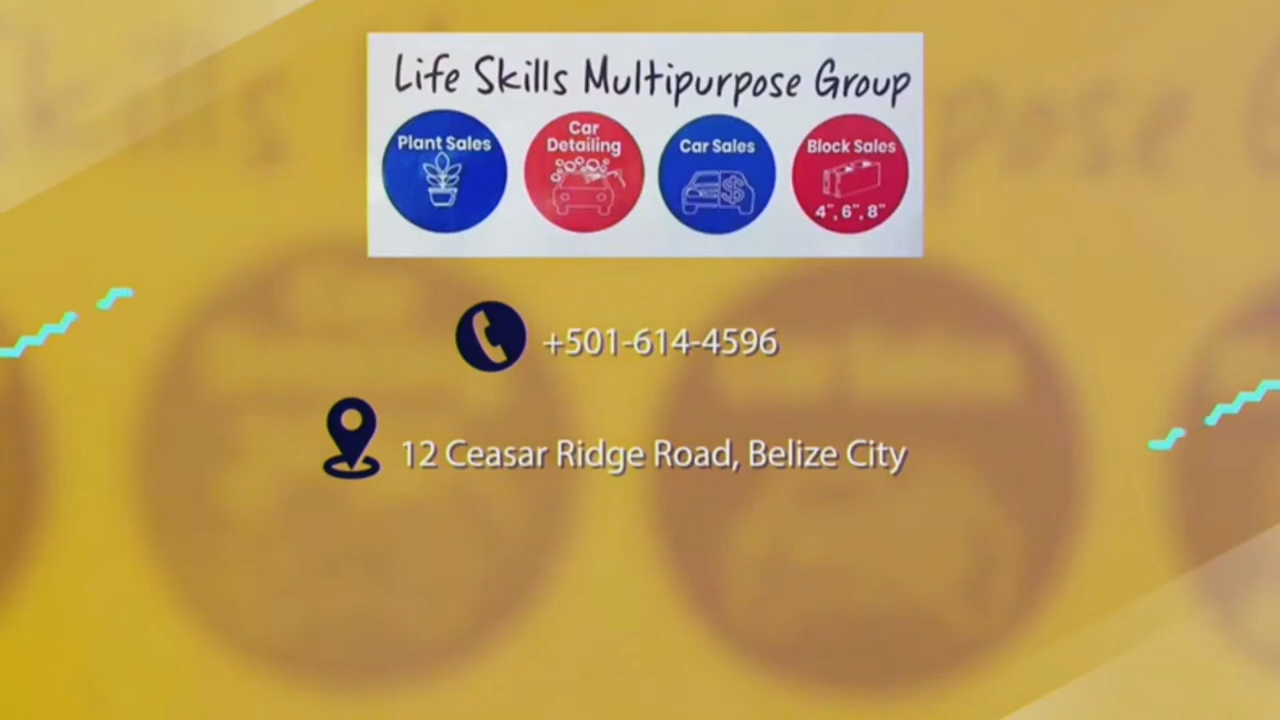 Life Skills Multipurpose Group
Plant Sales
Car
Detailing
Car Sales
$
Block Sales
4", 6", 8"
+501-614-4596
12 Ceasar Ridge Road, Belize City